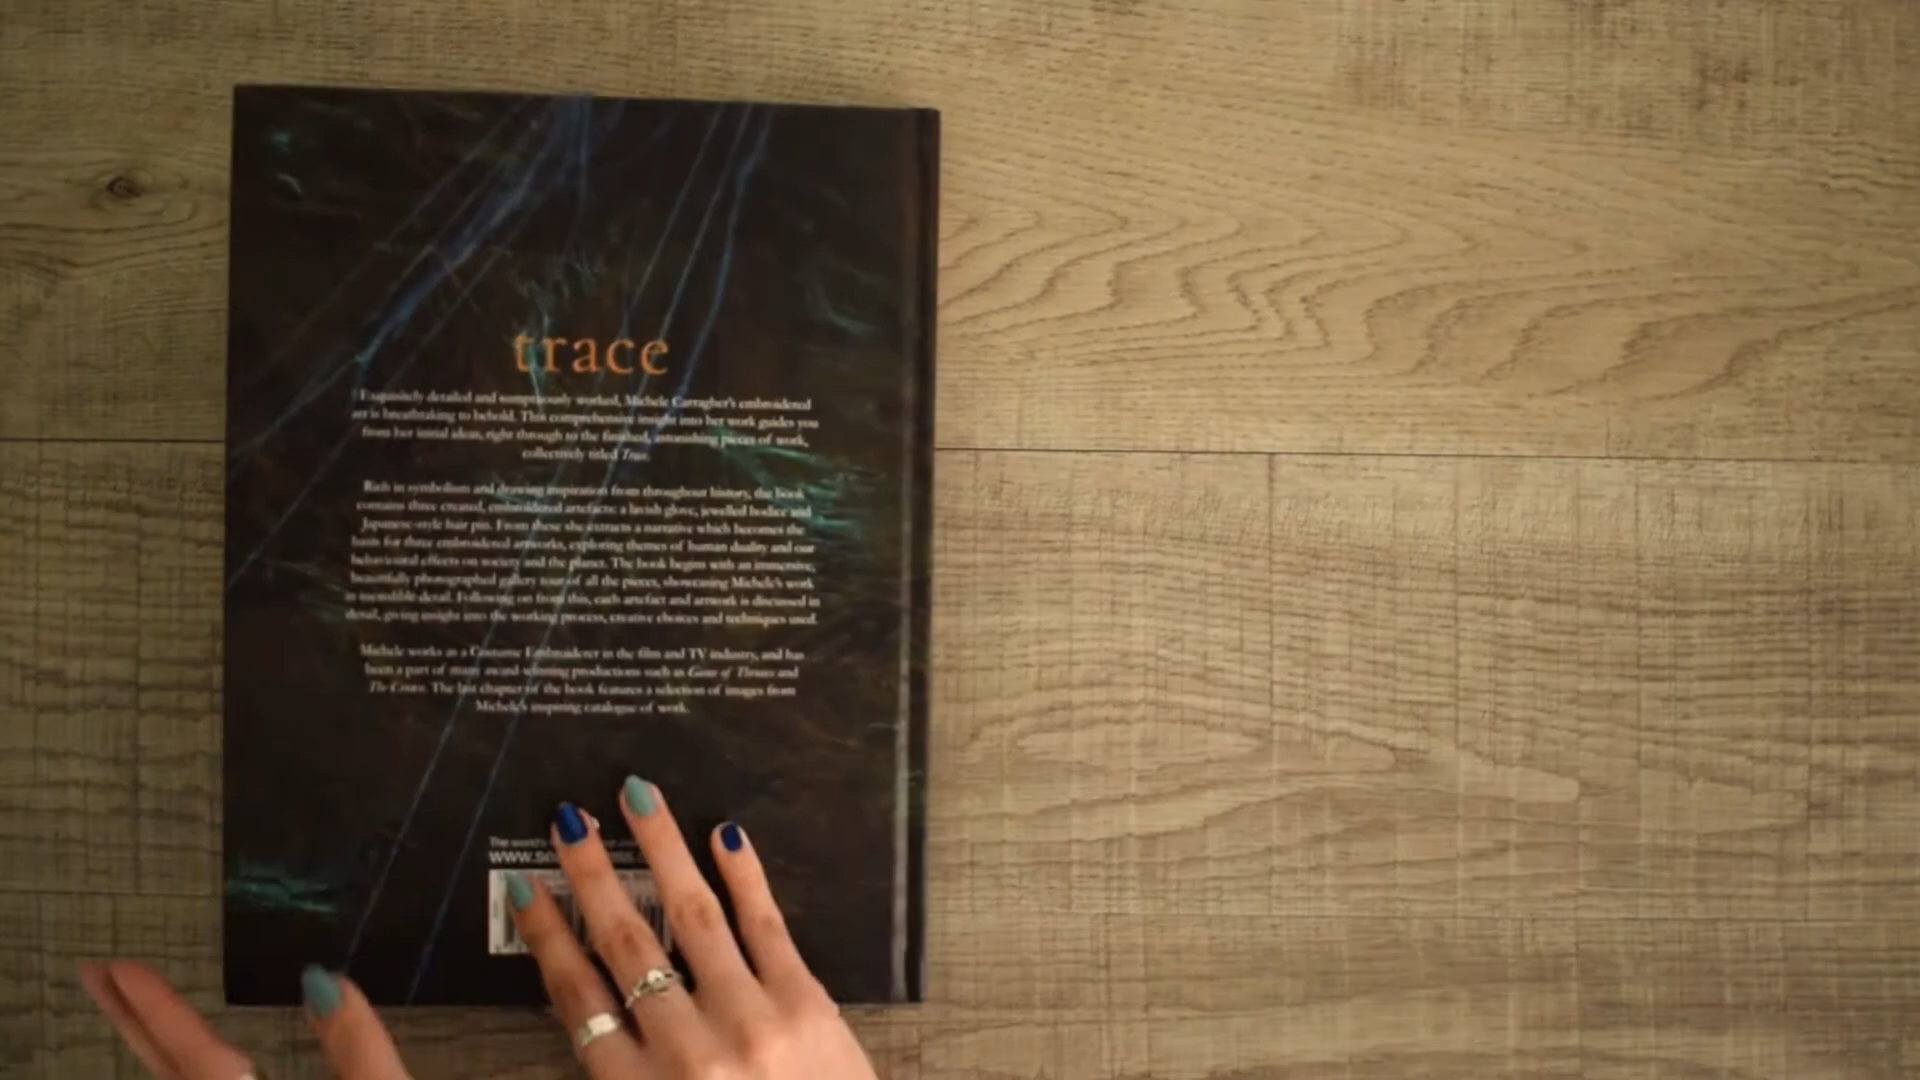 trace
Exquisitely detailed and sumptuously worked, Michele Carragher's embroidered
art is breathtaking to behold. This comprehensive insight into her work guides you
from her initial ideas, right through to the finished, astonishing pieces of work,
collectively titled Trace.
Rich in symbolism and drawing inspiration from throughout history, the book
contains three created, embroidered artefacts: a lavish glove, jewelled bodice and
Japanese-style hair pin. From these she extracts a narrative which becomes the
basis for three embroidered artworks, exploring themes of human duality and our
behavioural effects on society and the planet. The book begins with an immersive,
beautifully photographed gallery tour of all the pieces, showcasing Michele's work
in incredible detail. Following on from this, each artefact and artwork is discussed in
detail, giving insight into the working process, creative choices and techniques used.
Michele works as a Costume Embroiderer in the film and TV industry, and has
been a part of many award-winning productions such as Game of Thrones and
The Crown. The last chapter of the book features a selection of images from
Michele's inspiring catalogue of work.
The world's